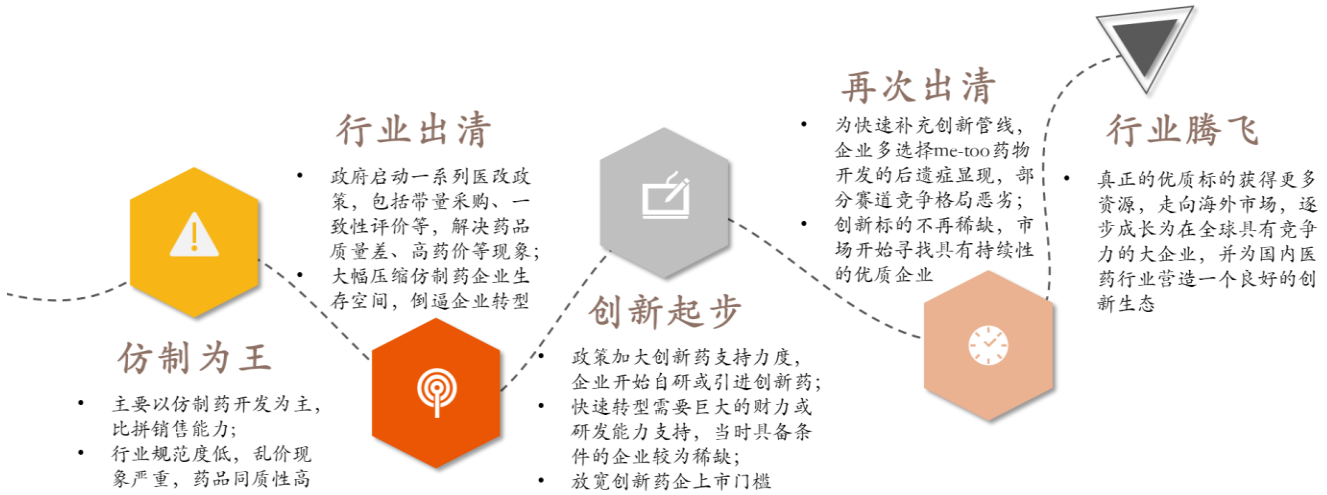 仿制为王
• 主要以仿制药开发为主，
比拼销售能力；
• 行业规范度低，乱价现
象严重，药品同质性高
行业出清
• 政府启动一系列医改政
策，包括带量采购、一
致性评价等，解决药品
质量差、高药价等现象；
• 大幅压缩仿制药企业生
存空间，倒逼企业转型
创新起步
• 政策加大创新药支持力度，
企业开始自研或引进创新药；
• 快速转型需要巨大的财力或
研发能力支持，当时具备条
件的企业较为稀缺；
• 放宽创新药企上市门槛
再次出清
• 为快速补充创新管线，
企业多选择me-too药物
开发的后遗症显现，部
分赛道竞争格局恶劣；
• 创新标的不再稀缺，市
场开始寻找具有持续性
的优质企业
行业腾飞
• 真正的优质标的获得更多
资源，走向海外市场，逐
步成长为在全球具有竞争
力的大企业，并为国内医
药行业营造一个良好的创
新生态